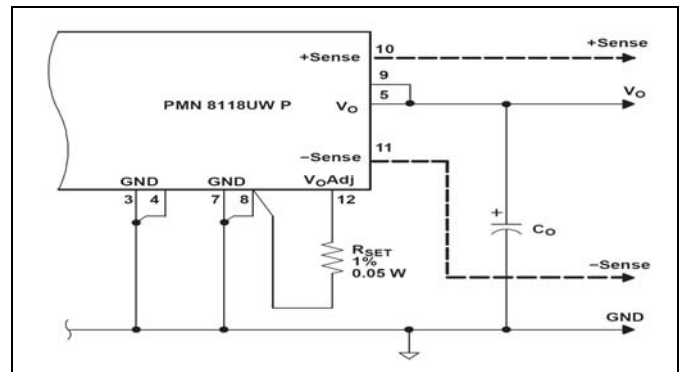 +Sense 10 +Sense
9
5
PMN 8118UW P VO VO
11
−Sense
GND GND VOAdj
3 4 7 8 12
+
CO
RSET
1%
0.05 W
−Sense
GND